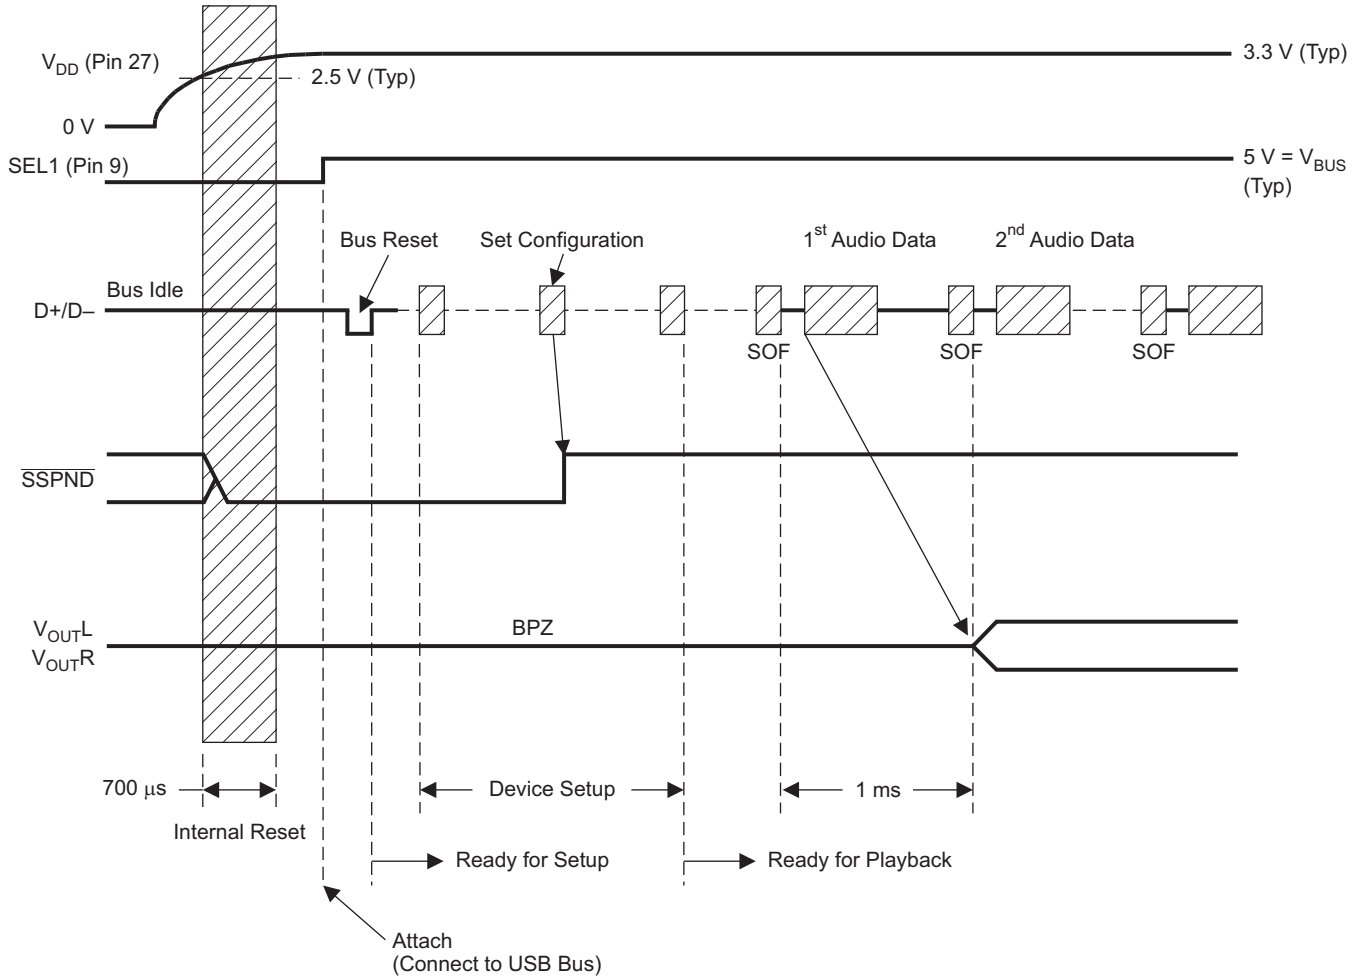 V_DD (Pin 27)
3.3 V (Typ)
2.5 V (Typ)
0 V
SEL1 (Pin 9)
5 V = V_BUS
(Typ)
Bus Reset
Set Configuration
1st Audio Data
2nd Audio Data
Bus Idle
D+/D–
SOF
SOF
SOF
SSPND
V_OUTL
V_OUTR
BPZ
700 μs
Device Setup
1 ms
Internal Reset
Ready for Setup
Ready for Playback
Attach
(Connect to USB Bus)